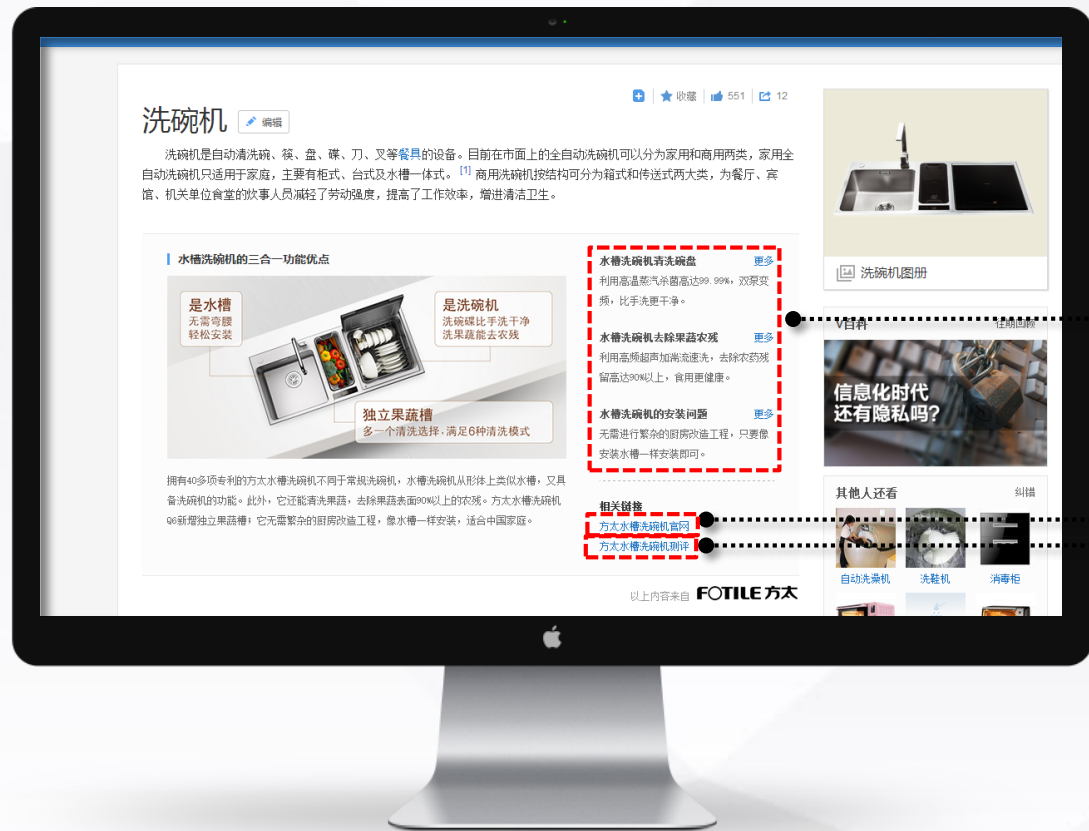 收藏
551
12
洗碗机
编辑
洗碗机是自动清洗碗、筷、盘、碟、刀、叉等餐具的设备。目前在市面上的全自动洗碗机可以分为家用和商用两类，家用全
自动洗碗机只适用于家庭，主要有柜式、台式及水槽一体式。[1] 商用洗碗机按结构可分为箱式和传送式两大类，为餐厅、宾
馆、机关单位食堂的炊事人员减轻了劳动强度，提高了工作效率，增进清洁卫生。
水槽洗碗机的三合一功能优点
是水槽
无需弯腰
轻松安装
是洗碗机
洗碗碟比手洗干净
洗果蔬能去农残
独立果蔬槽
多一个清洗选择，满足6种清洗模式
拥有40多项专利的方太水槽洗碗机不同于常规洗碗机，水槽洗碗机从形体上类似水槽，又具
备洗碗机的功能。此外，它还能清洗果蔬，去除果蔬表面90%以上的农残。方太水槽洗碗机
Q6新增独立果蔬槽；它无需繁杂的厨房改造工程，像水槽一样安装，适合中国家庭。
水槽洗碗机清洗碗盘 更多
利用高温蒸汽杀菌高达99.99%，双泵变
频，比手洗更干净。
水槽洗碗机去除果蔬农残 更多
利用高频超声加湍流速洗，去除农药残
留高达90%以上，食用更健康。
水槽洗碗机的安装问题 更多
无需进行繁杂的厨房改造工程，只要像
安装水槽一样安装即可。
相关链接
方太水槽洗碗机官网
方太水槽洗碗机测评
以上内容来自 FOTILE 方太
洗碗机图册
V百科 往期回顾
信息化时代
还有隐私吗?
其他人还看 纠错
自动洗澡机 洗鞋机 消毒柜